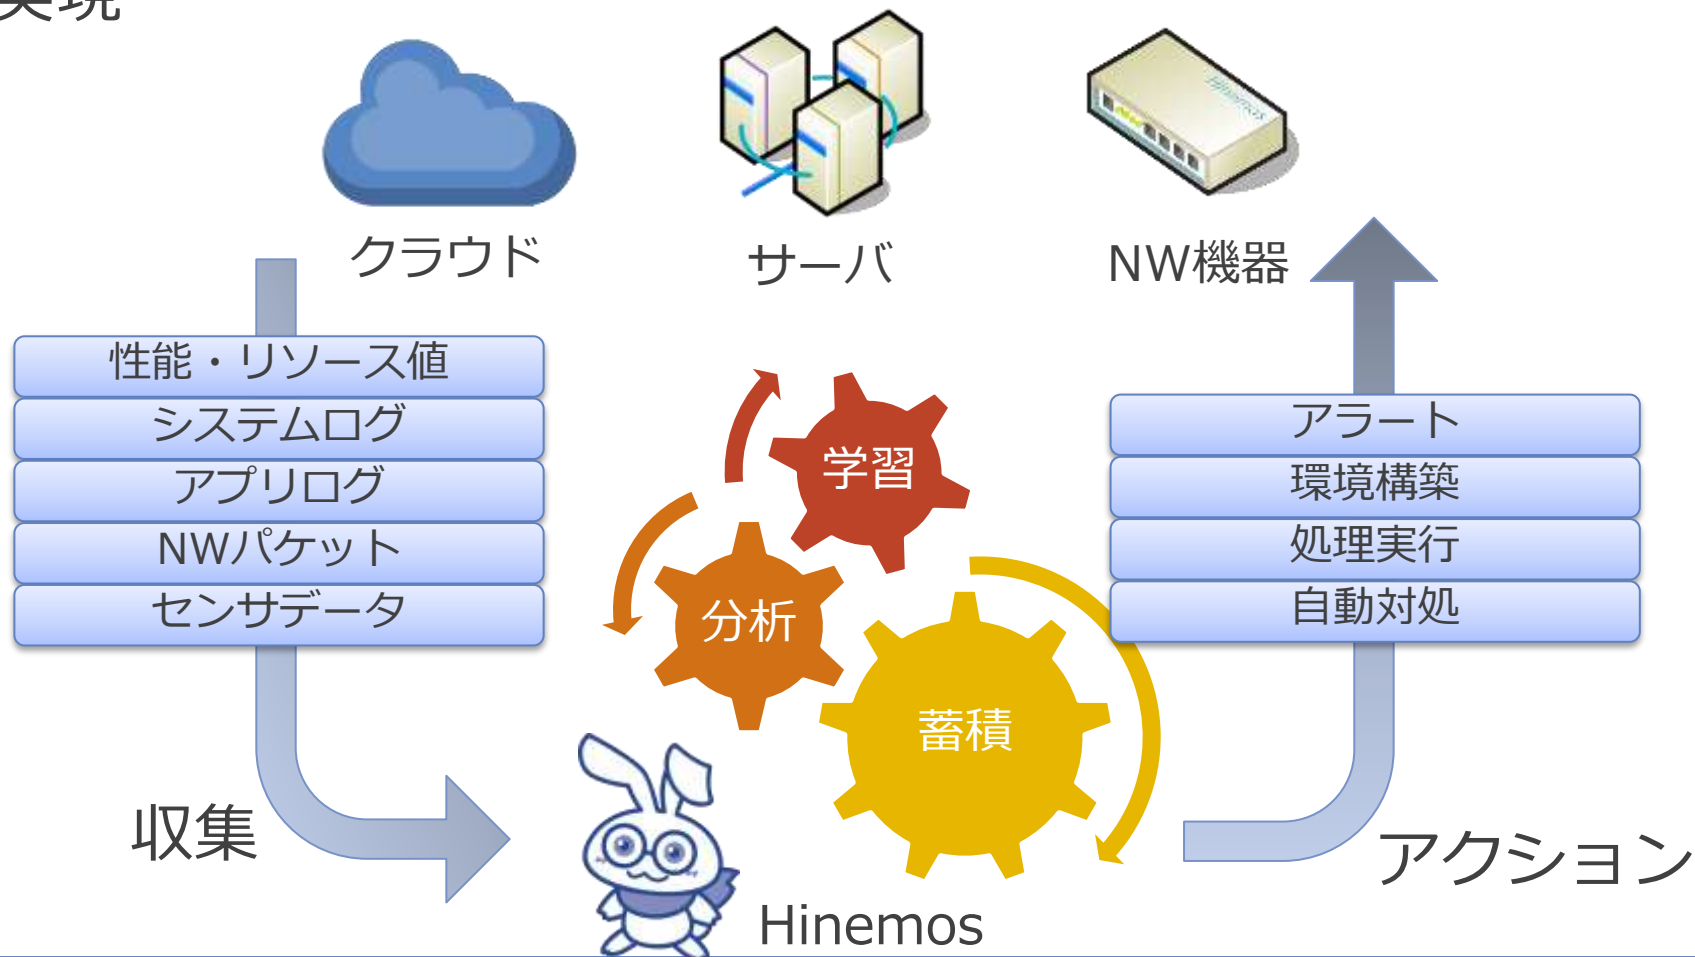 実現
クラウド
サーバ
Hinemos
NW機器
性能・リソース値
システムログ
アプリログ
NWパケット
センサデータ
学習
分析
蓄積
アラート
環境構築
処理実行
自動対処
収集
Hinemos
アクション